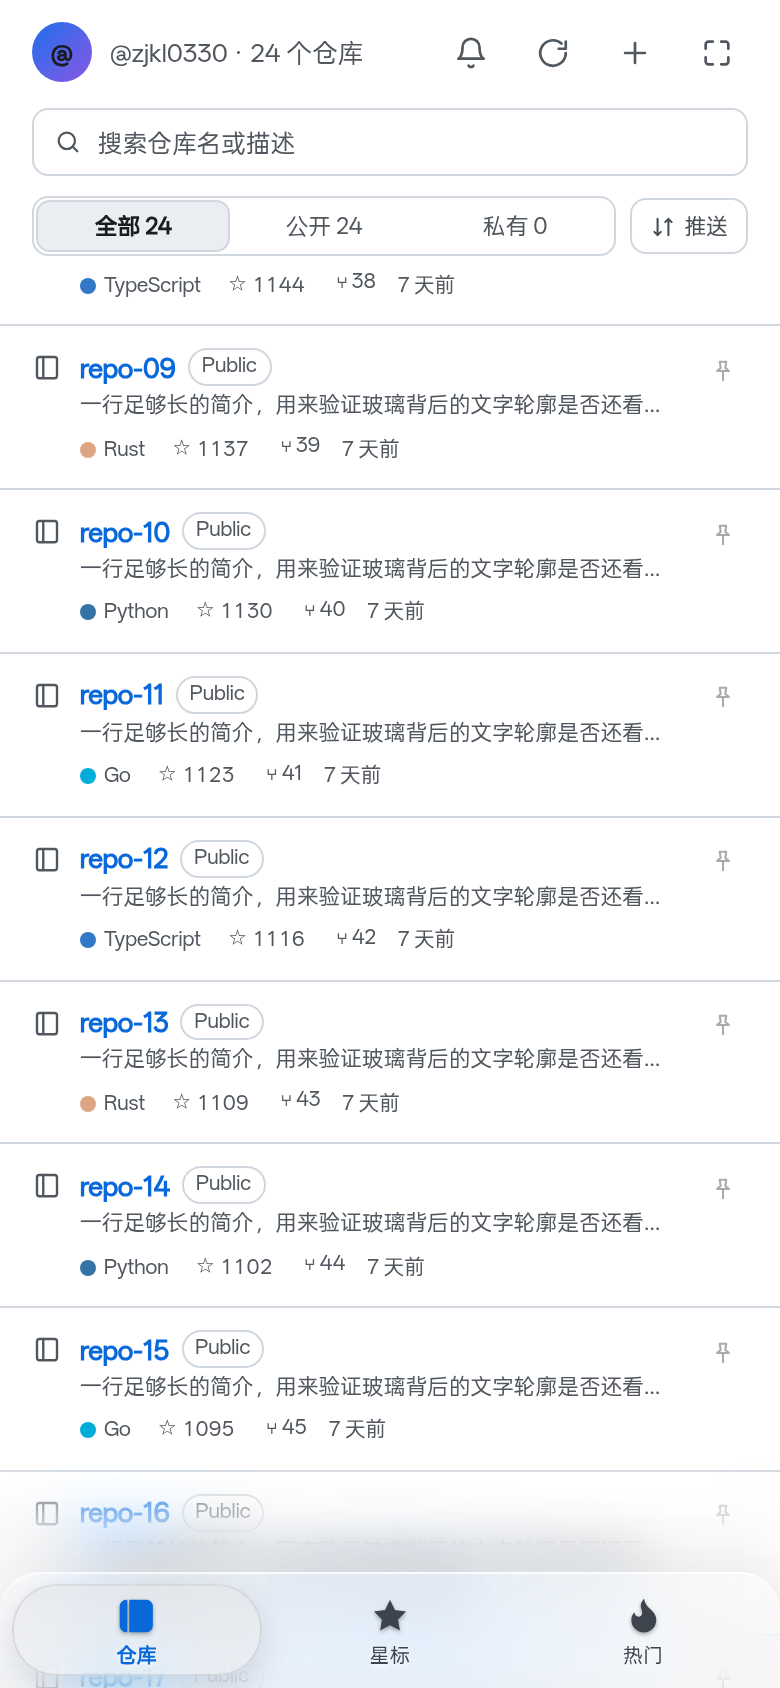 @ @zjkl0330 · 24 个仓库
搜索仓库名或描述
全部 24 公开 24 私有 0 推送
TypeScript ☆ 1144 38 7 天前
repo-09 Public
一行足够长的简介，用来验证玻璃背后的文字轮廓是否还看...
Rust ☆ 1137 39 7 天前
repo-10 Public
一行足够长的简介，用来验证玻璃背后的文字轮廓是否还看...
Python ☆ 1130 40 7 天前
repo-11 Public
一行足够长的简介，用来验证玻璃背后的文字轮廓是否还看...
Go ☆ 1123 41 7 天前
repo-12 Public
一行足够长的简介，用来验证玻璃背后的文字轮廓是否还看...
TypeScript ☆ 1116 42 7 天前
repo-13 Public
一行足够长的简介，用来验证玻璃背后的文字轮廓是否还看...
Rust ☆ 1109 43 7 天前
repo-14 Public
一行足够长的简介，用来验证玻璃背后的文字轮廓是否还看...
Python ☆ 1102 44 7 天前
repo-15 Public
一行足够长的简介，用来验证玻璃背后的文字轮廓是否还看...
Go ☆ 1095 45 7 天前
repo-16 Public
仓库 星标 热门
repo-17 Public